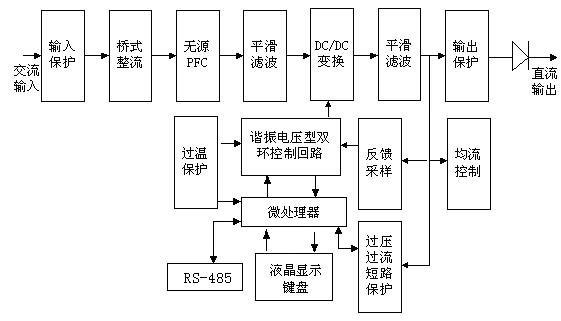 交流
输入
输入
保护
桥式
整流
无源
PFC
平滑
滤波
DC/DC
变换
平滑
滤波
输出
保护
直流
输出
过温
保护
谐振电压型双
环控制回路
反馈
采样
均流
控制
微处理器
RS-485
液晶显示
键盘
过压
过流
短路
保护